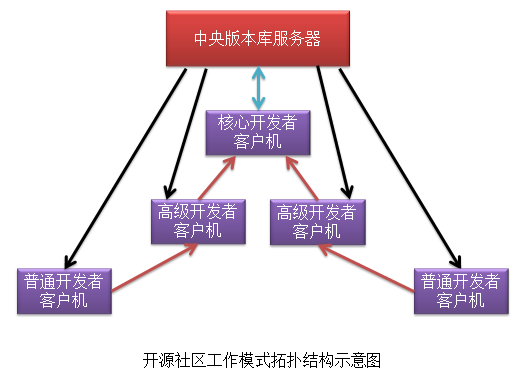 中央版本库服务器
核心开发者
客户机
高级开发者
客户机
高级开发者
客户机
普通开发者
客户机
普通开发者
客户机
开源社区工作模式拓扑结构示意图